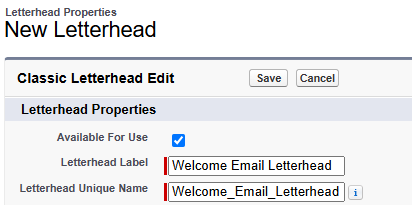 Letterhead Properties
New Letterhead
Classic Letterhead Edit Save Cancel
Letterhead Properties
Available For Use
Letterhead Label Welcome Email Letterhead
Letterhead Unique Name Welcome_Email_Letterhead i